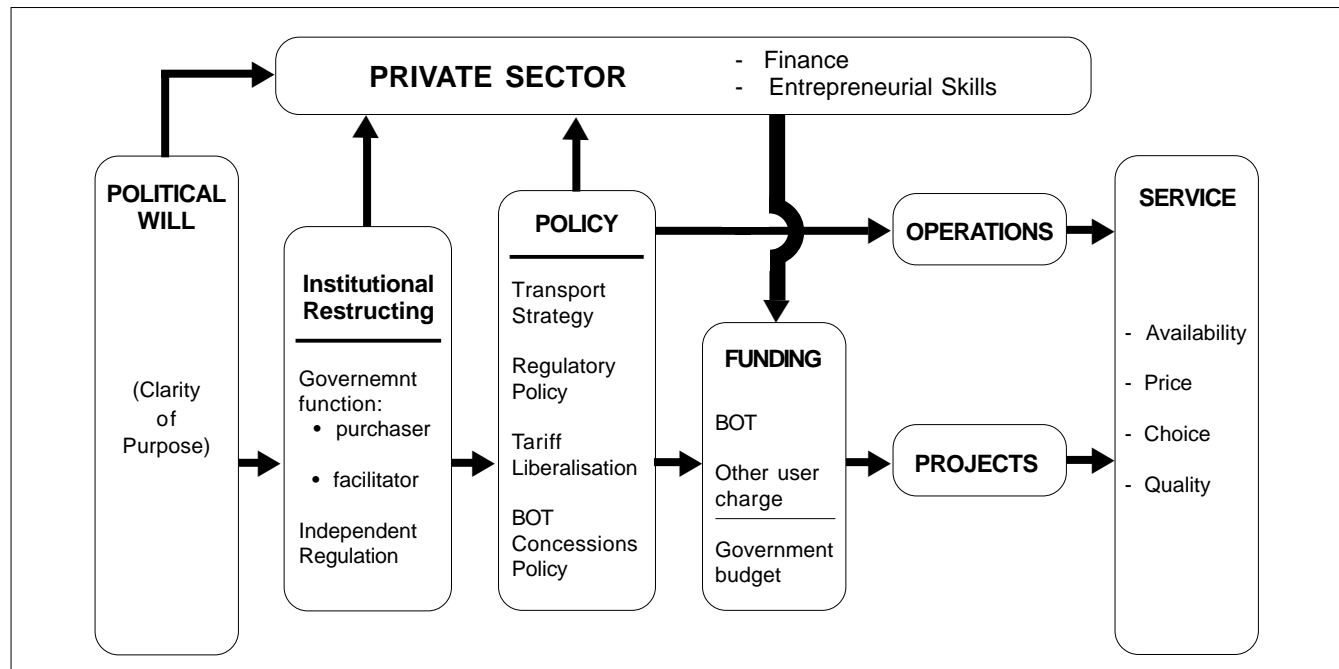 PRIVATE SECTOR
- Finance
- Entrepreneurial Skills
POLITICAL
WILL
(Clarity
of
Purpose)
Institutional
Restructing
Governemnt
function:
• purchaser
• facilitator
Independent
Regulation
POLICY
Transport
Strategy
Regulatory
Policy
Tariff
Liberalisation
BOT
Concessions
Policy
FUNDING
BOT
Other user
charge
Government
budget
OPERATIONS
PROJECTS
SERVICE
- Availability
- Price
- Choice
- Quality